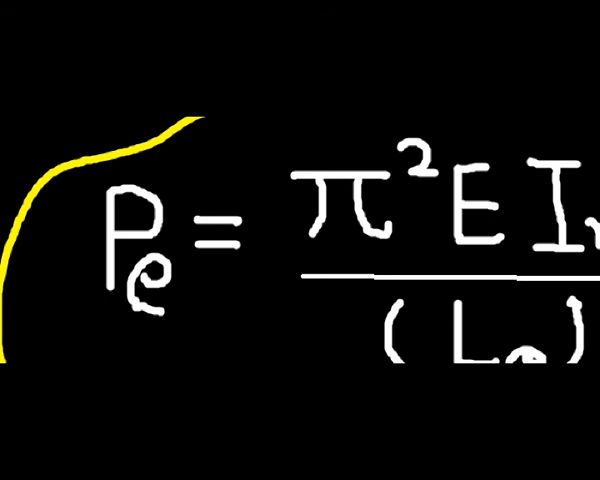 Pe = π²EI
(Le)